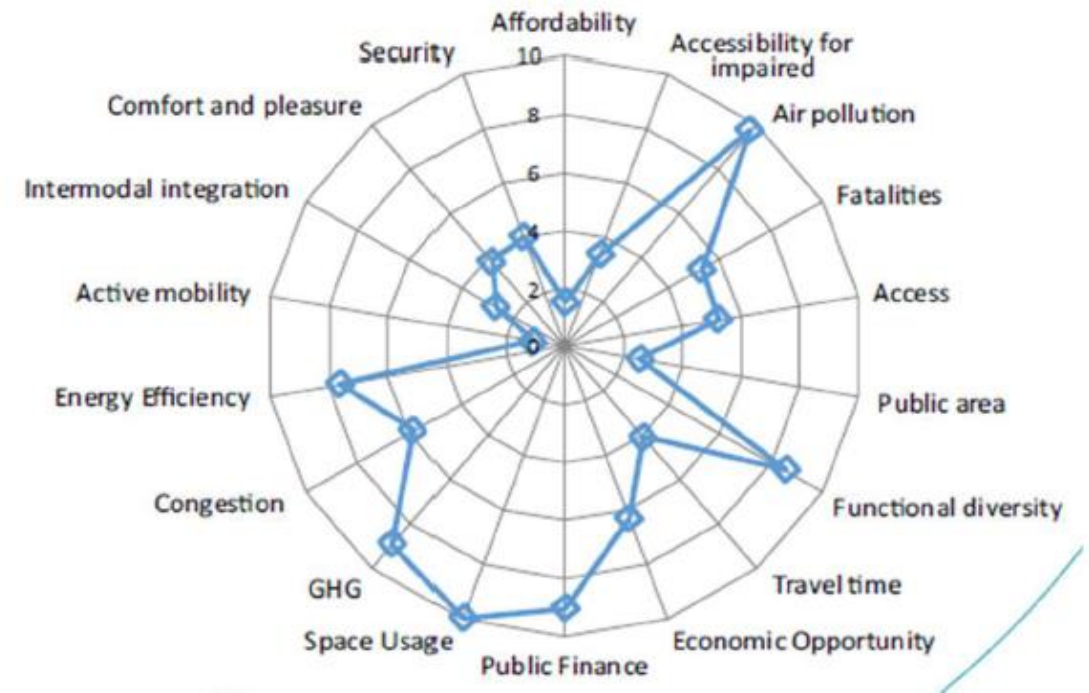 Affordability
Accessibility for
impaired
Air pollution
Fatalities
Access
Public area
Functional diversity
Travel time
Economic Opportunity
Public Finance
Space Usage
GHG
Congestion
Energy Efficiency
Active mobility
Intermodal integration
Comfort and pleasure
Security
10
8
6
4
2
0